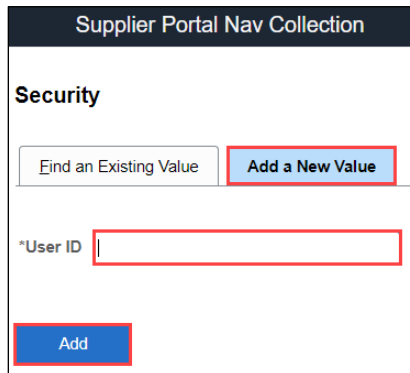 Supplier Portal Nav Collection
Security
Find an Existing Value Add a New Value
*User ID
Add